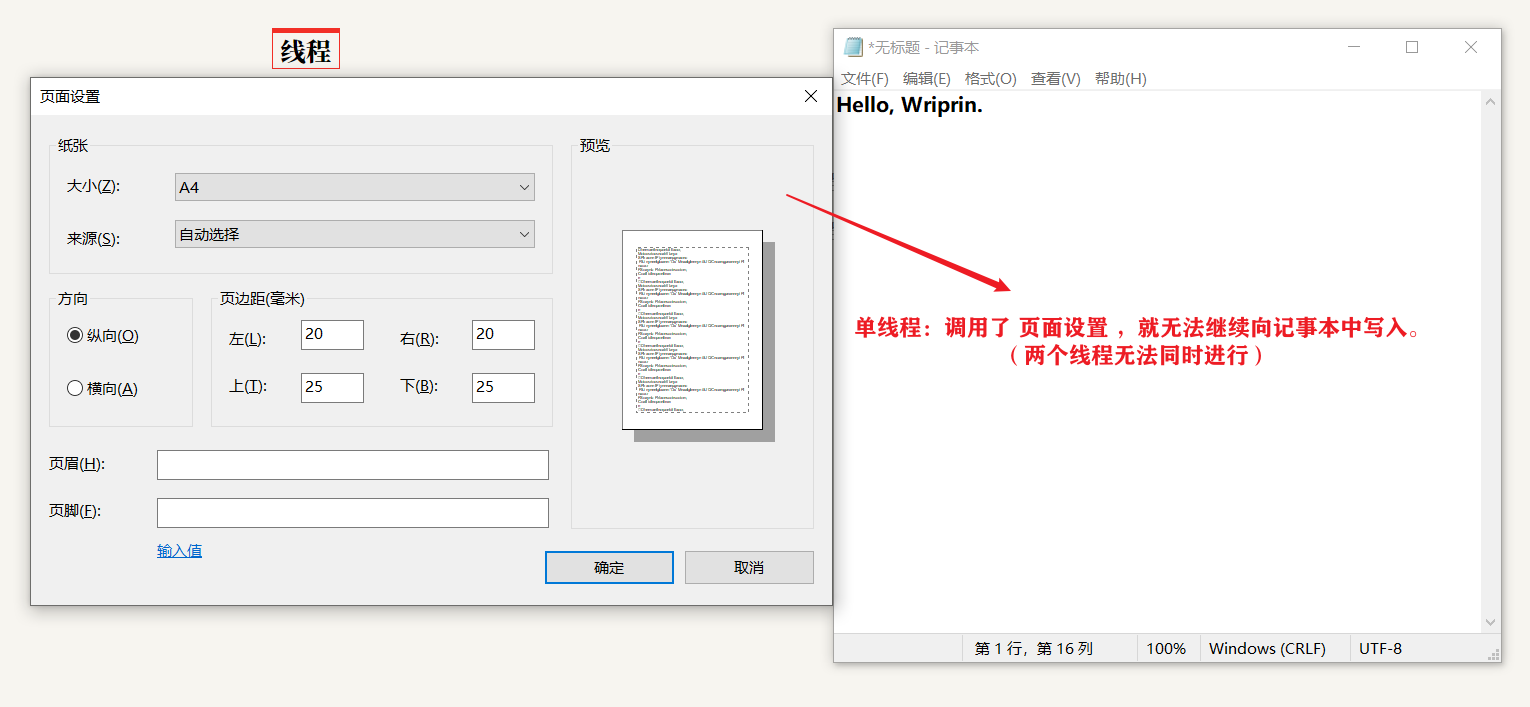 线程
页面设置
纸张
大小(Z):
A4
来源(S):
自动选择
方向
纵向(O)
横向(A)
页边距(毫米)
左(L):
20
右(R):
20
上(T):
25
下(B):
25
页眉(H):
页脚(F):
输入值
预览
确定
取消
*无标题 - 记事本
文件(F) 编辑(E) 格式(O) 查看(V) 帮助(H)
Hello, Wriprin.
单线程：调用了 页面设置 ，就无法继续向记事本中写入。
（ 两个线程无法同时进行 ）
第 1 行，第 16 列
100%
Windows (CRLF)
UTF-8